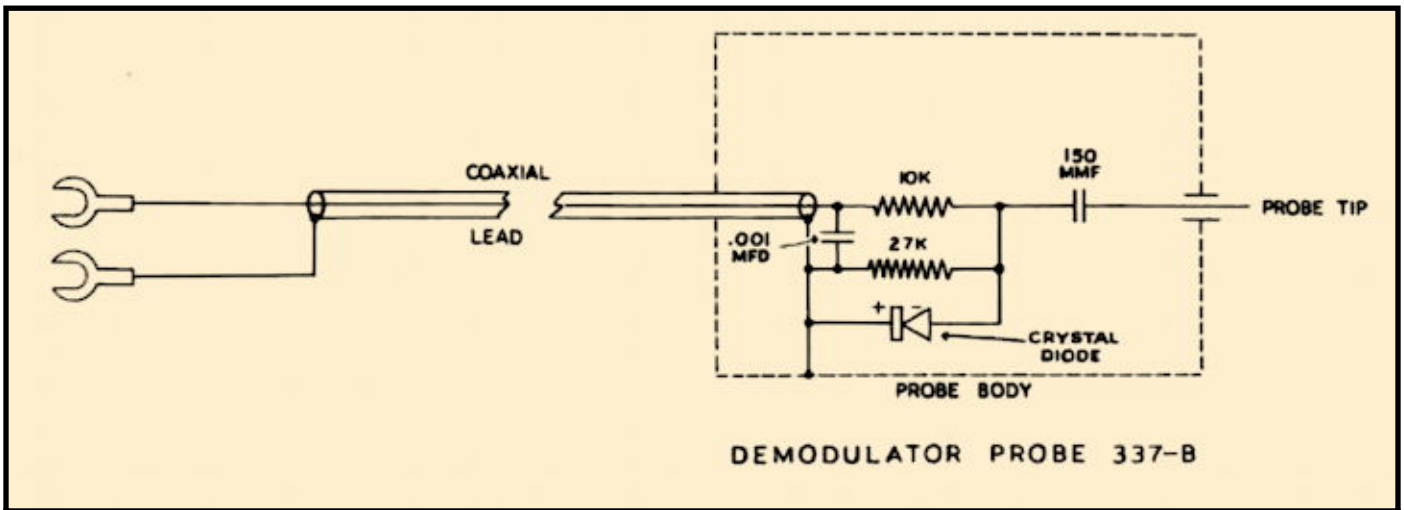 COAXIAL
LEAD
150
MMF
10K
PROBE TIP
.001
MFD
27K
+ -
CRYSTAL
DIODE
PROBE BODY
DEMODULATOR PROBE 337-B